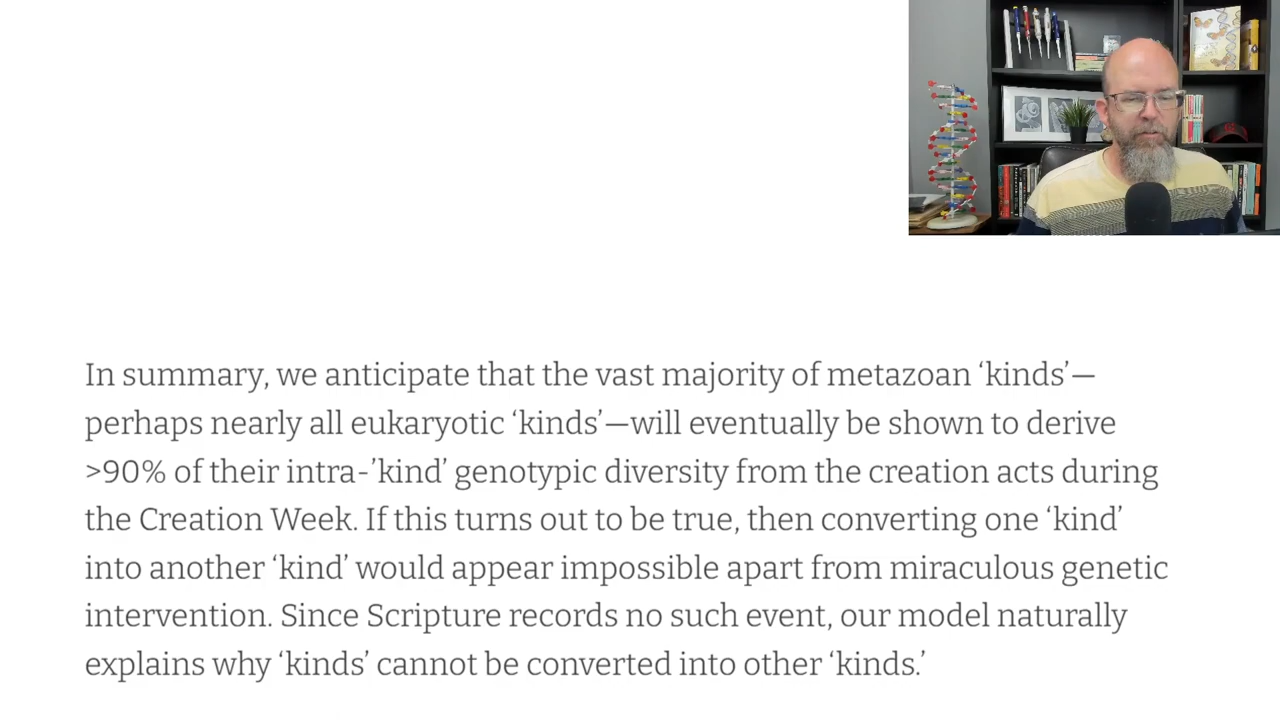 In summary, we anticipate that the vast majority of metazoan ‘kinds’—
perhaps nearly all eukaryotic ‘kinds’—will eventually be shown to derive
>90% of their intra-’kind’ genotypic diversity from the creation acts during
the Creation Week. If this turns out to be true, then converting one ‘kind’
into another ‘kind’ would appear impossible apart from miraculous genetic
intervention. Since Scripture records no such event, our model naturally
explains why ‘kinds’ cannot be converted into other ‘kinds.’